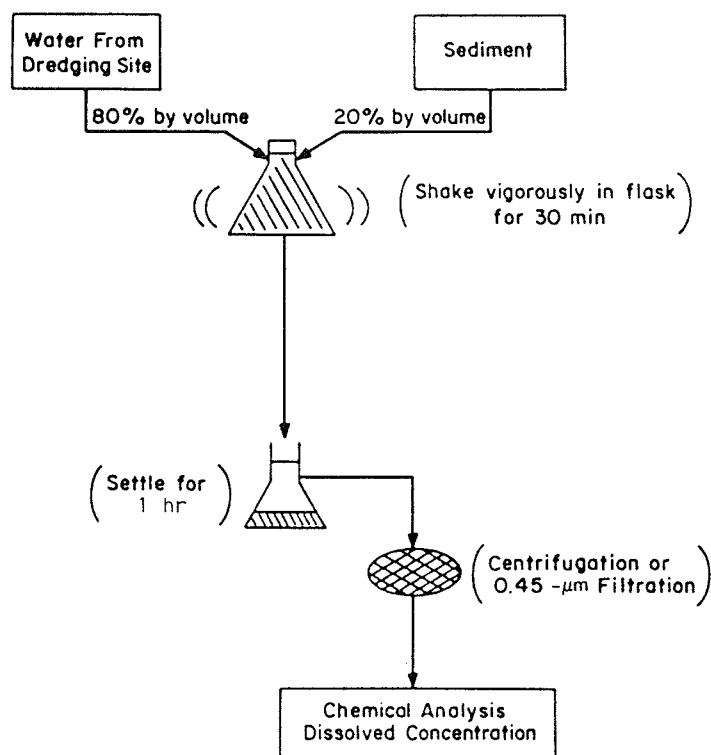 Water From
Dredging Site
Sediment
80% by volume
20% by volume
(Shake vigorously in flask
for 30 min)
(Settle for
1 hr)
(Centrifugation or
0.45-μm Filtration)
Chemical Analysis
Dissolved Concentration